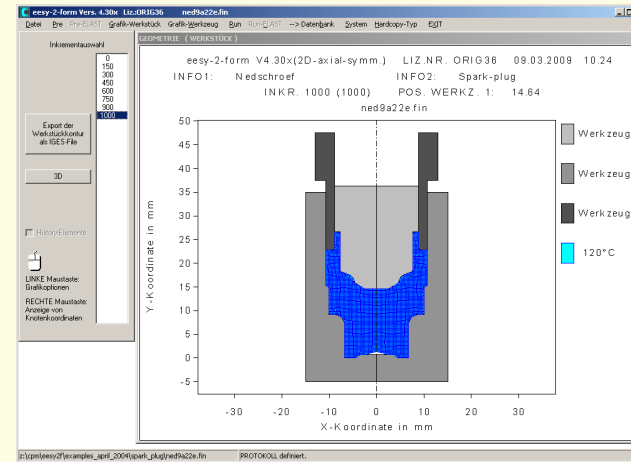 eesy-2-form Vers. 4.30x Liz.:ORIG36 ned9a22e.fin
Datei Pre Pre-ELAST Grafik-Werkstück Grafik-Werkzeug Run Run-ELAST --> Datenbank System Hardcopy-Typ EXIT
Inkrementauswahl
0
150
300
450
600
750
900
1000
Export der
Werkstückkontur
als IGES-File
3D
History-Elemente
LINKE Maustaste:
Grafikoptionen
RECHTE Maustaste:
Anzeige von
Knotenkoordinaten
GEOMETRIE (WERKSTÜCK)
eesy-2-form V4.30x(2D-axial-symm.) LIZ.NR. ORIG36 09.03.2009 10.24
INFO1: Nedschroef INFO2: Spark-plug
INKR. 1000 (1000) POS. WERKZ. 1: 14.64
ned9a22e.fin
Y-Koordinate in mm
50
45
40
35
30
25
20
15
10
5
0
-5
-30 -20 -10 0 10 20 30
X-Koordinate in mm
Werkzeug
Werkzeug
Werkzeug
120°C
z:\cpm\eesy2f\examples_april_2004\spark_plug\ned9a22e.fin PROTOKOLL definiert.